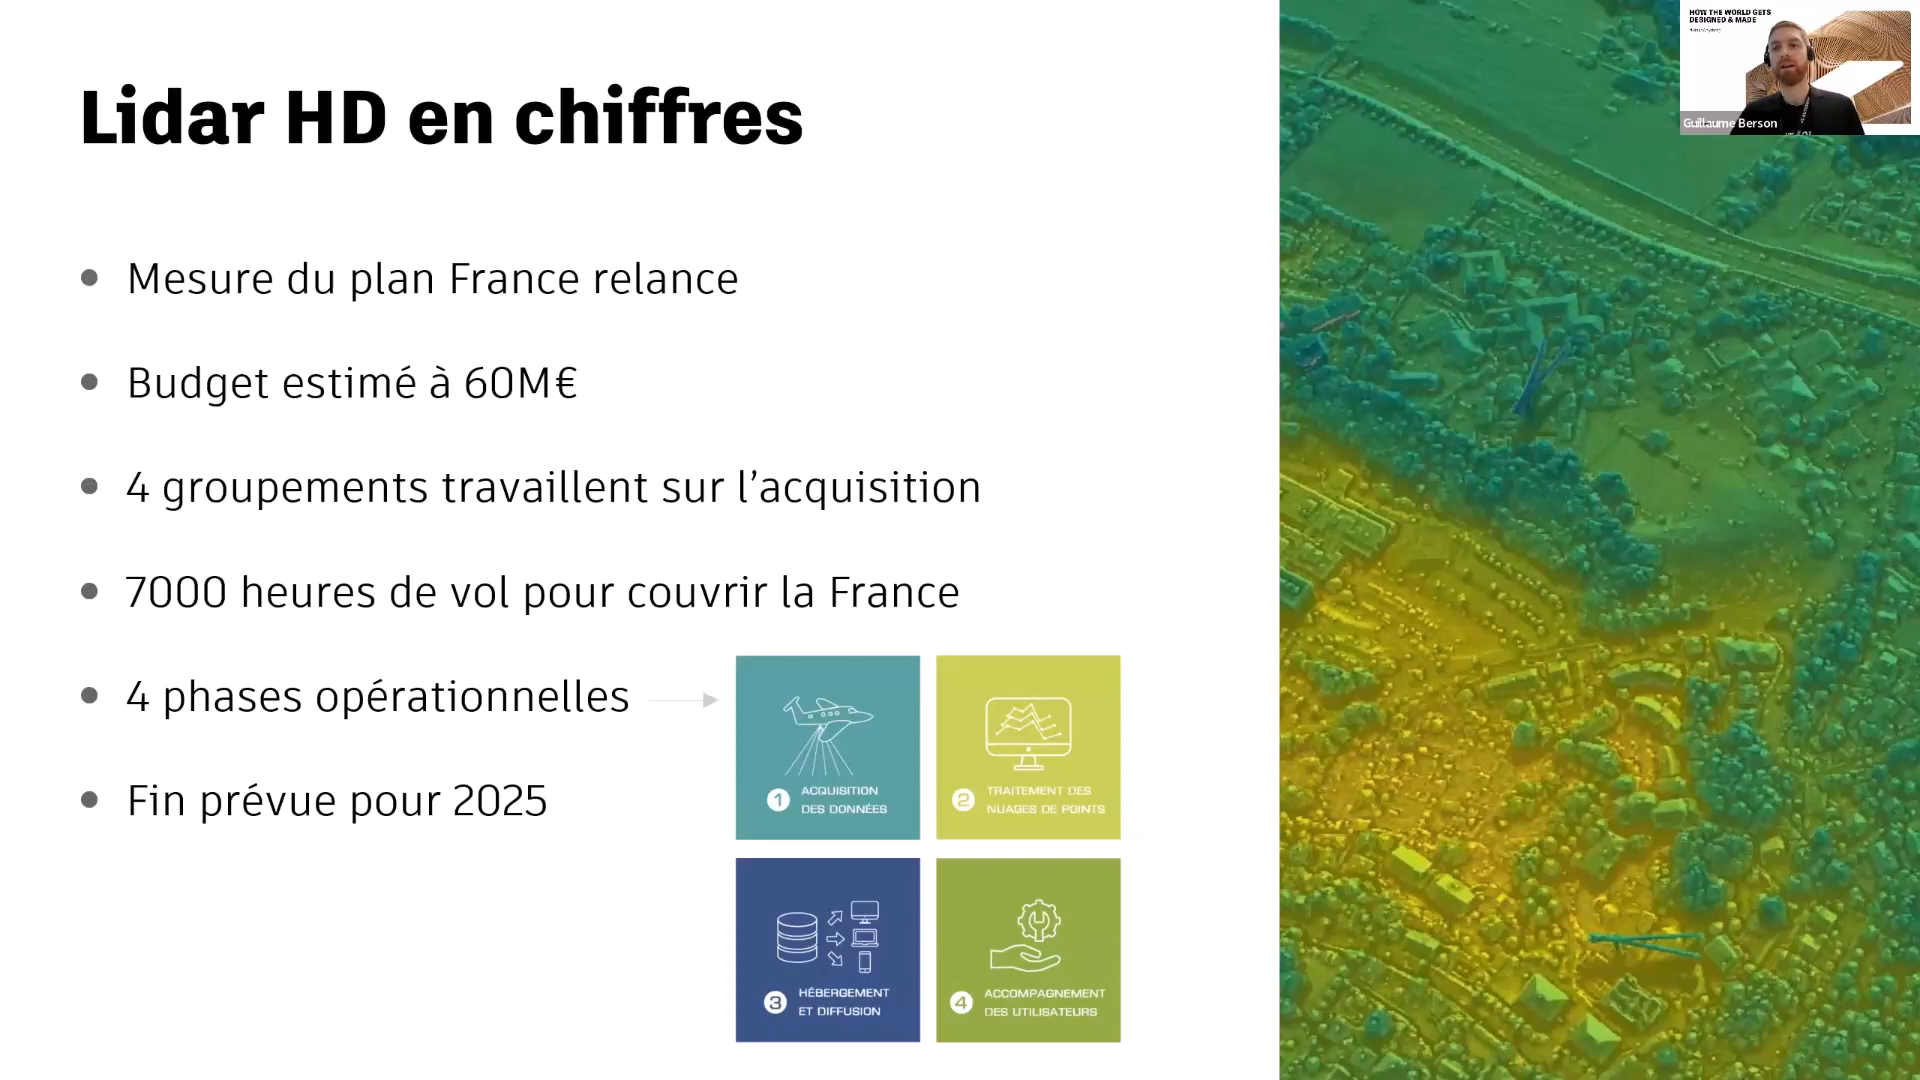 HOW THE WORLD GETS
DESIGNED & MADE
Guillaume Berson
Lidar HD en chiffres
Mesure du plan France relance
Budget estimé à 60M€
4 groupements travaillent sur l’acquisition
7000 heures de vol pour couvrir la France
4 phases opérationnelles
Fin prévue pour 2025
1 ACQUISITION
DES DONNÉES
2 TRAITEMENT DES
NUAGES DE POINTS
3 HÉBERGEMENT
ET DIFFUSION
4 ACCOMPAGNEMENT
DES UTILISATEURS